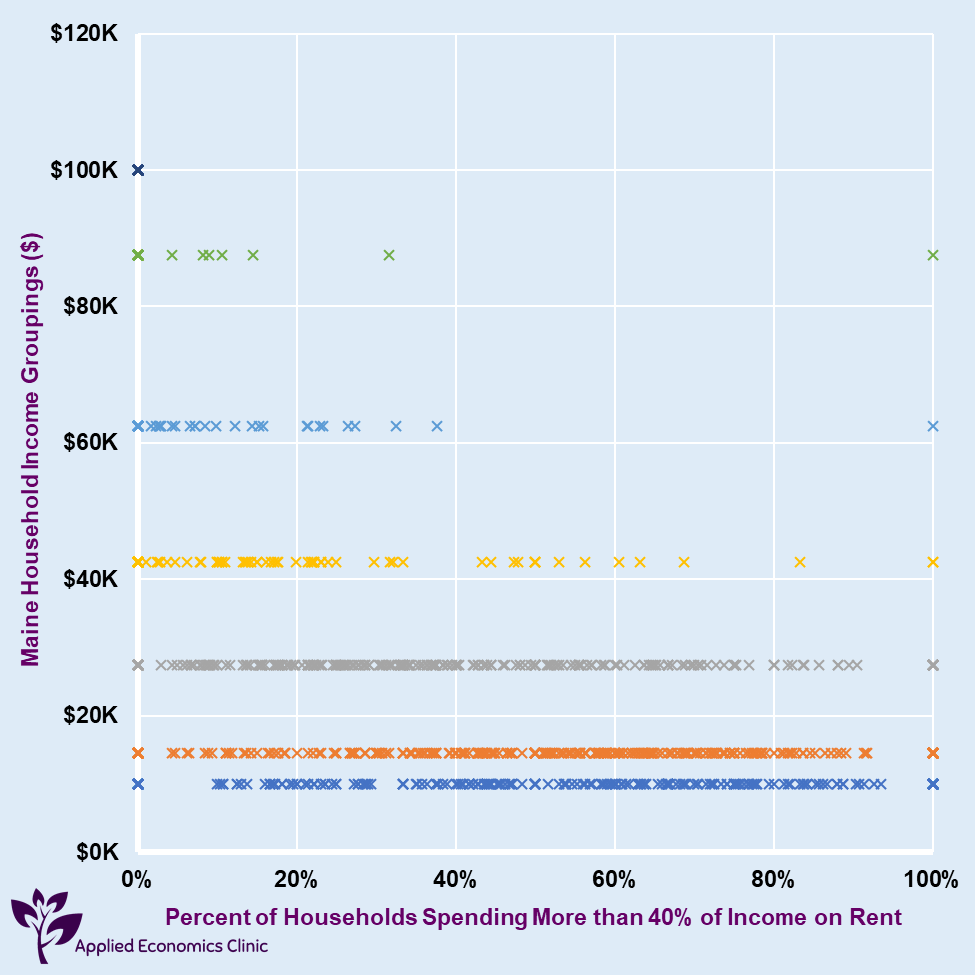 $120K
$100K
$80K
$60K
$40K
$20K
$0K
Maine Household Income Groupings ($)
0% 20% 40% 60% 80% 100%
Percent of Households Spending More than 40% of Income on Rent
Applied Economics Clinic